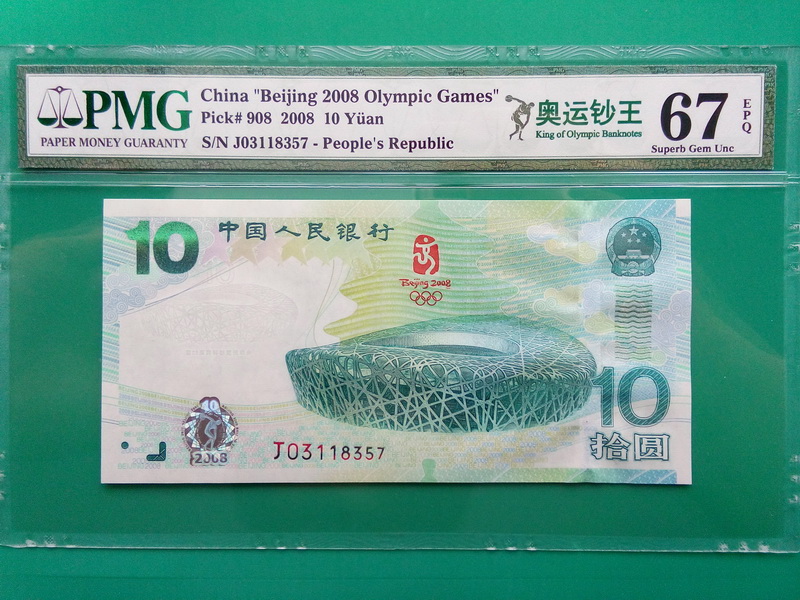 PMG
PAPER MONEY GUARANTY
China "Beijing 2008 Olympic Games"
Pick# 908 2008 10 Yüan
S/N J03118357 - People's Republic
奥运钞王
King of Olympic Banknotes
67
EPQ
Superb Gem Unc
10
中国人民银行
Beijing 2008
10
2008
J03118357
10
拾圆